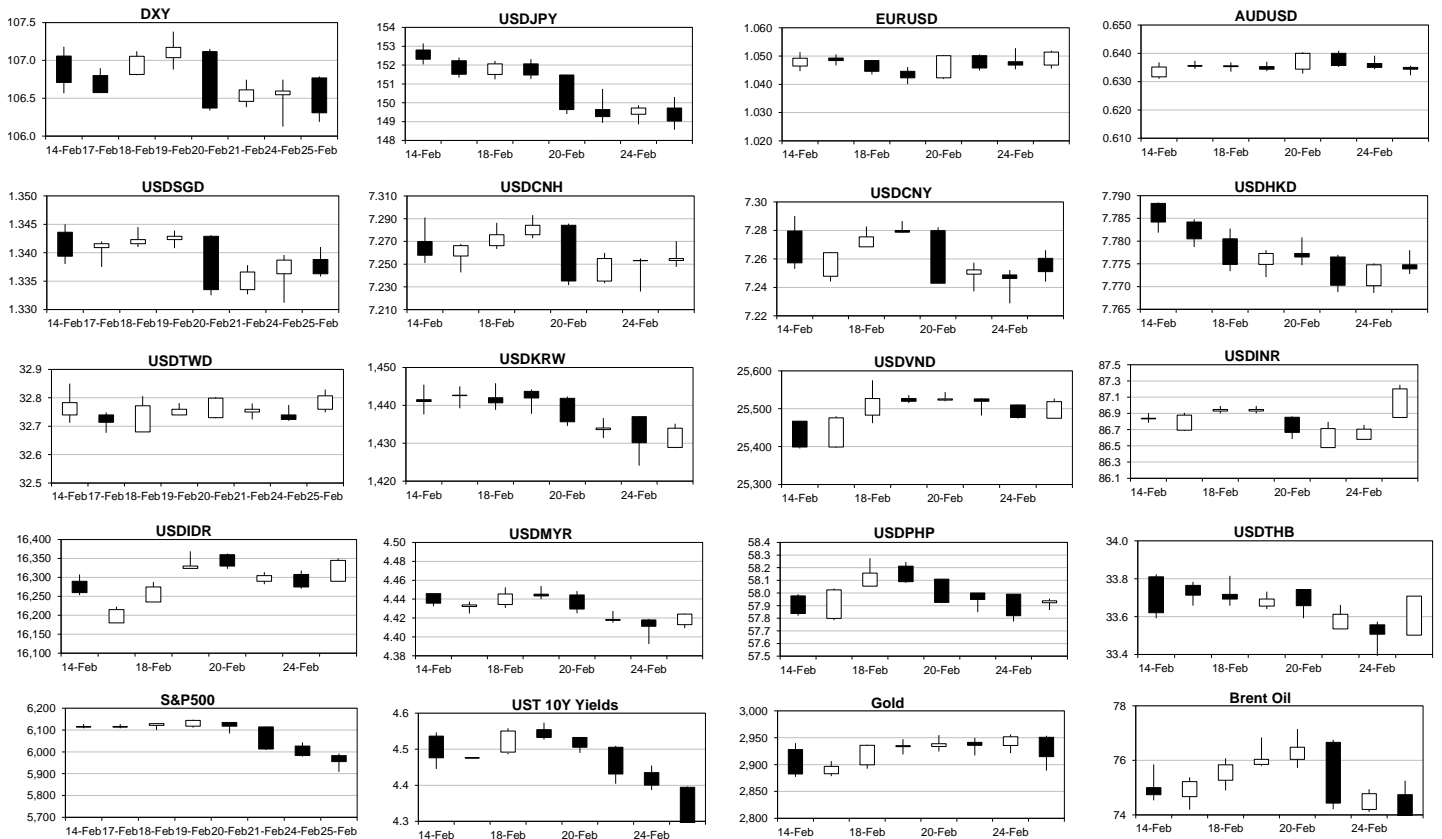 DXY
107.5
107.0
106.5
106.0
14-Feb 17-Feb 18-Feb 19-Feb 20-Feb 21-Feb 24-Feb 25-Feb
USDJPY
154
153
152
151
150
149
148
14-Feb 18-Feb 20-Feb 24-Feb
EURUSD
1.060
1.050
1.040
1.030
1.020
14-Feb 18-Feb 20-Feb 24-Feb
AUDUSD
0.650
0.640
0.630
0.620
0.610
14-Feb 18-Feb 20-Feb 24-Feb
USDSGD
1.350
1.345
1.340
1.335
1.330
14-Feb 17-Feb 18-Feb 19-Feb 20-Feb 21-Feb 24-Feb 25-Feb
USDCNH
7.310
7.290
7.270
7.250
7.230
7.210
14-Feb 18-Feb 20-Feb 24-Feb
USDCNY
7.30
7.28
7.26
7.24
7.22
14-Feb 18-Feb 20-Feb 24-Feb
USDHKD
7.790
7.785
7.780
7.775
7.770
7.765
14-Feb 18-Feb 20-Feb 24-Feb
USDTWD
32.9
32.8
32.7
32.6
32.5
14-Feb 17-Feb 18-Feb 19-Feb 20-Feb 21-Feb 24-Feb 25-Feb
USDKRW
1,450
1,440
1,430
1,420
14-Feb 18-Feb 20-Feb 24-Feb
USDVND
25,600
25,500
25,400
25,300
14-Feb 18-Feb 20-Feb 24-Feb
USDINR
87.5
87.3
87.1
86.9
86.7
86.5
86.3
86.1
14-Feb 18-Feb 20-Feb 24-Feb
USDIDR
16,400
16,350
16,300
16,250
16,200
16,150
16,100
14-Feb 18-Feb 20-Feb 24-Feb
USDMYR
4.50
4.48
4.46
4.44
4.42
4.40
4.38
14-Feb 18-Feb 20-Feb 24-Feb
USDPHP
58.4
58.3
58.2
58.1
58.0
57.9
57.8
57.7
57.6
57.5
14-Feb 18-Feb 20-Feb 24-Feb
USDTHB
34.0
33.8
33.6
33.4
14-Feb 18-Feb 20-Feb 24-Feb
S&P500
6,200
6,100
6,000
5,900
5,800
5,700
14-Feb 17-Feb 18-Feb 19-Feb 20-Feb 21-Feb 24-Feb 25-Feb
UST 10Y Yields
4.6
4.5
4.4
4.3
14-Feb 18-Feb 20-Feb 24-Feb
Gold
3,000
2,950
2,900
2,850
2,800
14-Feb 18-Feb 20-Feb 24-Feb
Brent Oil
78
76
74
14-Feb 18-Feb 20-Feb 24-Feb